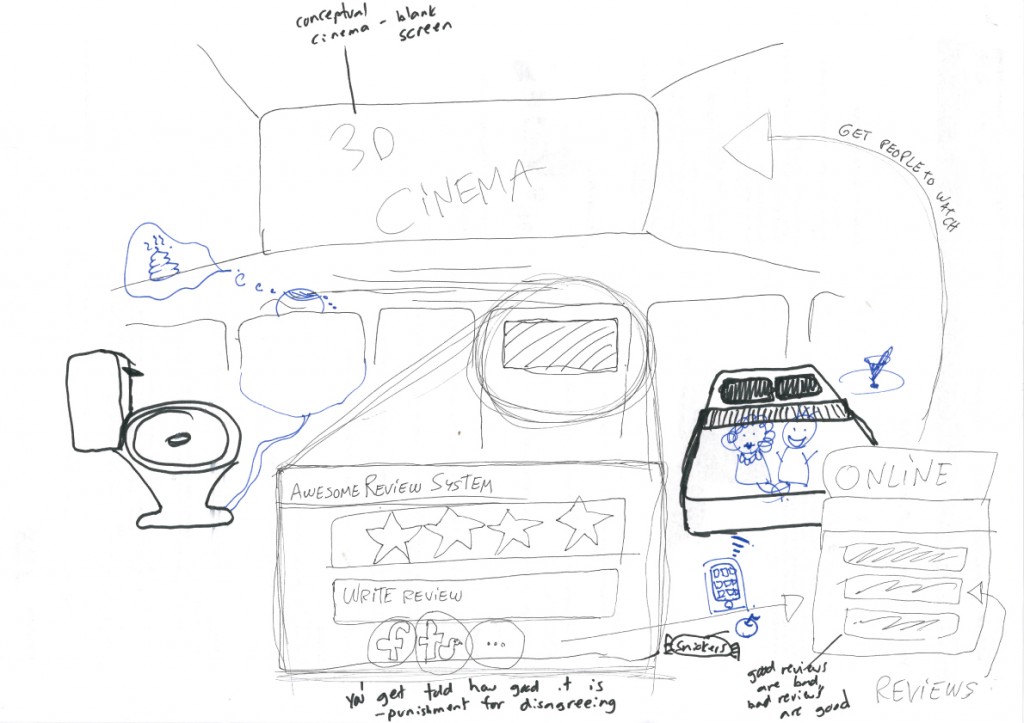 conceptual
cinema - blank
screen
3D
CINEMA
GET PEOPLE TO WATCH
AWESOME REVIEW SYSTEM
WRITE REVIEW
f
...
You get told how good it is
- punishment for disagreeing
Snickers
ONLINE
good reviews
are bad
bad reviews
are good
REVIEWS